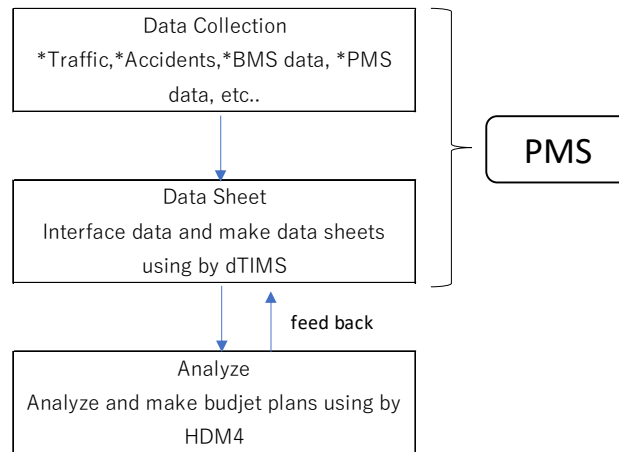 Data Collection
*Traffic,*Accidents,*BMS data, *PMS
data, etc..
PMS
Data Sheet
Interface data and make data sheets
using by dTIMS
feed back
Analyze
Analyze and make budjet plans using by
HDM4